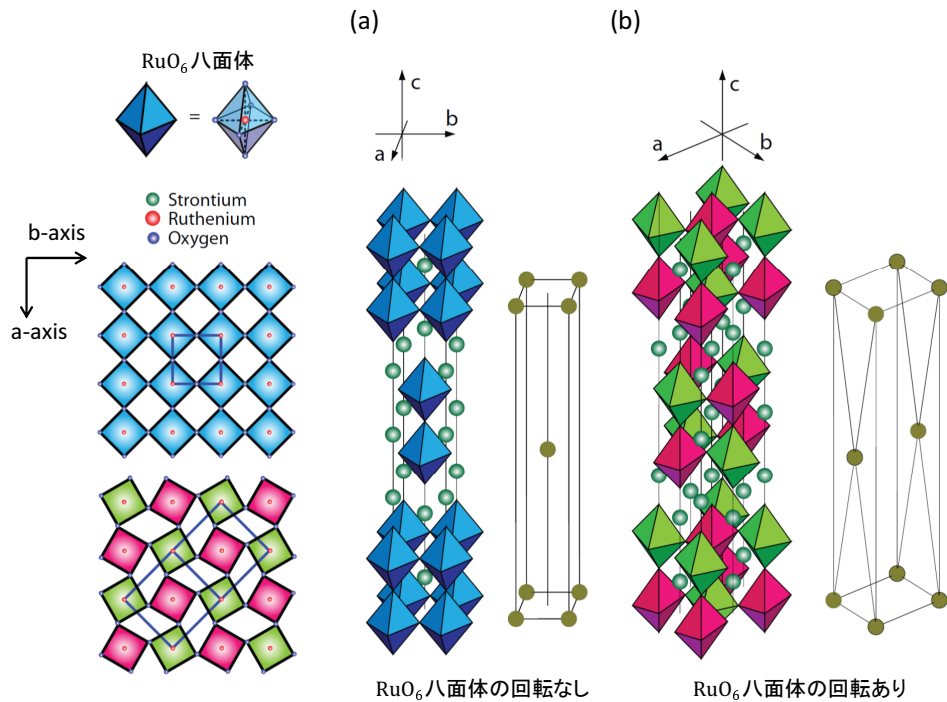 (a)
(b)
RuO₆八面体
=
c
b
a
c
a
b
Strontium
Ruthenium
Oxygen
b-axis
a-axis
RuO₆八面体の回転なし
RuO₆八面体の回転あり